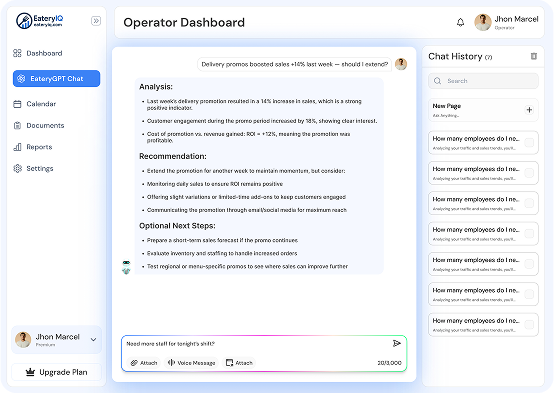 EateryIQ
eateryiq.com
Dashboard
EateryGPT Chat
Calendar
Documents
Reports
Settings
Jhon Marcel
Premium
Upgrade Plan
Operator Dashboard
Jhon Marcel
Operator
Delivery promos boosted sales +14% last week — should I extend?
Analysis:
• Last week's delivery promotion resulted in a 14% increase in sales, which is a strong
positive indicator.
• Customer engagement during the promo period increased by 18%, showing clear interest.
• Cost of promotion vs. revenue gained: ROI = +12%, meaning the promotion was
profitable.
Recommendation:
• Extend the promotion for another week to maintain momentum, but consider:
• Monitoring daily sales to ensure ROI remains positive
• Offering slight variations or limited-time add-ons to keep customers engaged
• Communicating the promotion through email/social media for maximum reach
Optional Next Steps:
• Prepare a short-term sales forecast if the promo continues
• Evaluate inventory and staffing to handle increased orders
• Test regional or menu-specific promos to see where sales can improve further
Need more staff for tonight's shift?
Attach
Voice Message
Attach
20/3,000
Chat History (7)
Search
New Page
Ask Anything...
How many employees do I ne...
Analyzing your traffic and sales trends, you'll...
How many employees do I ne...
Analyzing your traffic and sales trends, you'll...
How many employees do I ne...
Analyzing your traffic and sales trends, you'll...
How many employees do I ne...
Analyzing your traffic and sales trends, you'll...
How many employees do I ne...
Analyzing your traffic and sales trends, you'll...
How many employees do I ne...
Analyzing your traffic and sales trends, you'll...
How many employees do I ne...
Analyzing your traffic and sales trends, you'll...